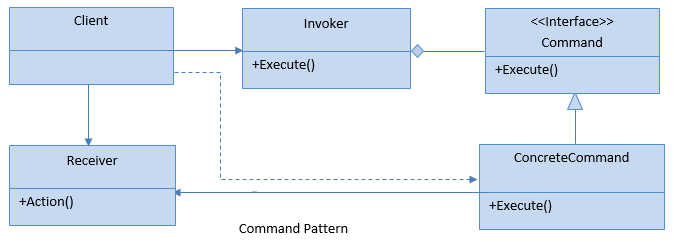 Client
Invoker
+Execute()
<<Interface>>
Command
+Execute()
Receiver
+Action()
ConcreteCommand
+Execute()
Command Pattern